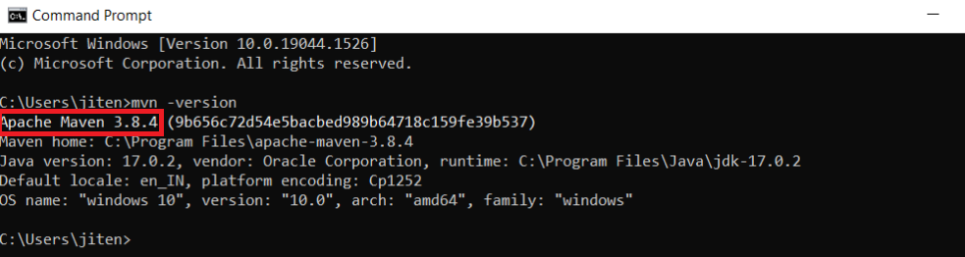 Command Prompt
Microsoft Windows [Version 10.0.19044.1526]
(c) Microsoft Corporation. All rights reserved.
C:\Users\jiten>mvn -version
Apache Maven 3.8.4 (9b656c72d54e5bacbed989b64718c159fe39b537)
Maven home: C:\Program Files\apache-maven-3.8.4
Java version: 17.0.2, vendor: Oracle Corporation, runtime: C:\Program Files\Java\jdk-17.0.2
Default locale: en_IN, platform encoding: Cp1252
OS name: "windows 10", version: "10.0", arch: "amd64", family: "windows"
C:\Users\jiten>